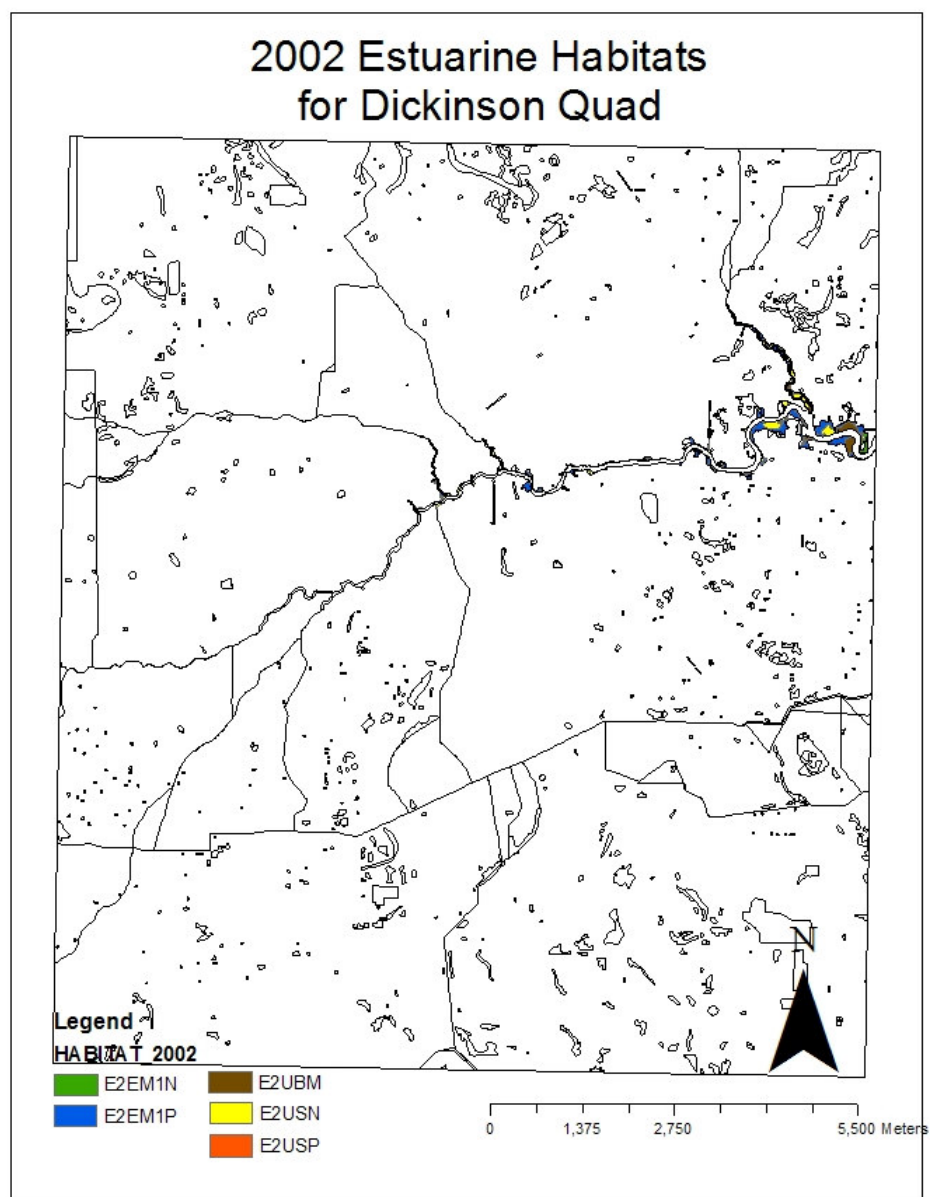 2002 Estuarine Habitats
for Dickinson Quad
N
Legend
HABITAT_2002
E2EM1N
E2EM1P
E2UBM
E2USN
E2USP
0 1,375 2,750 5,500 Meters